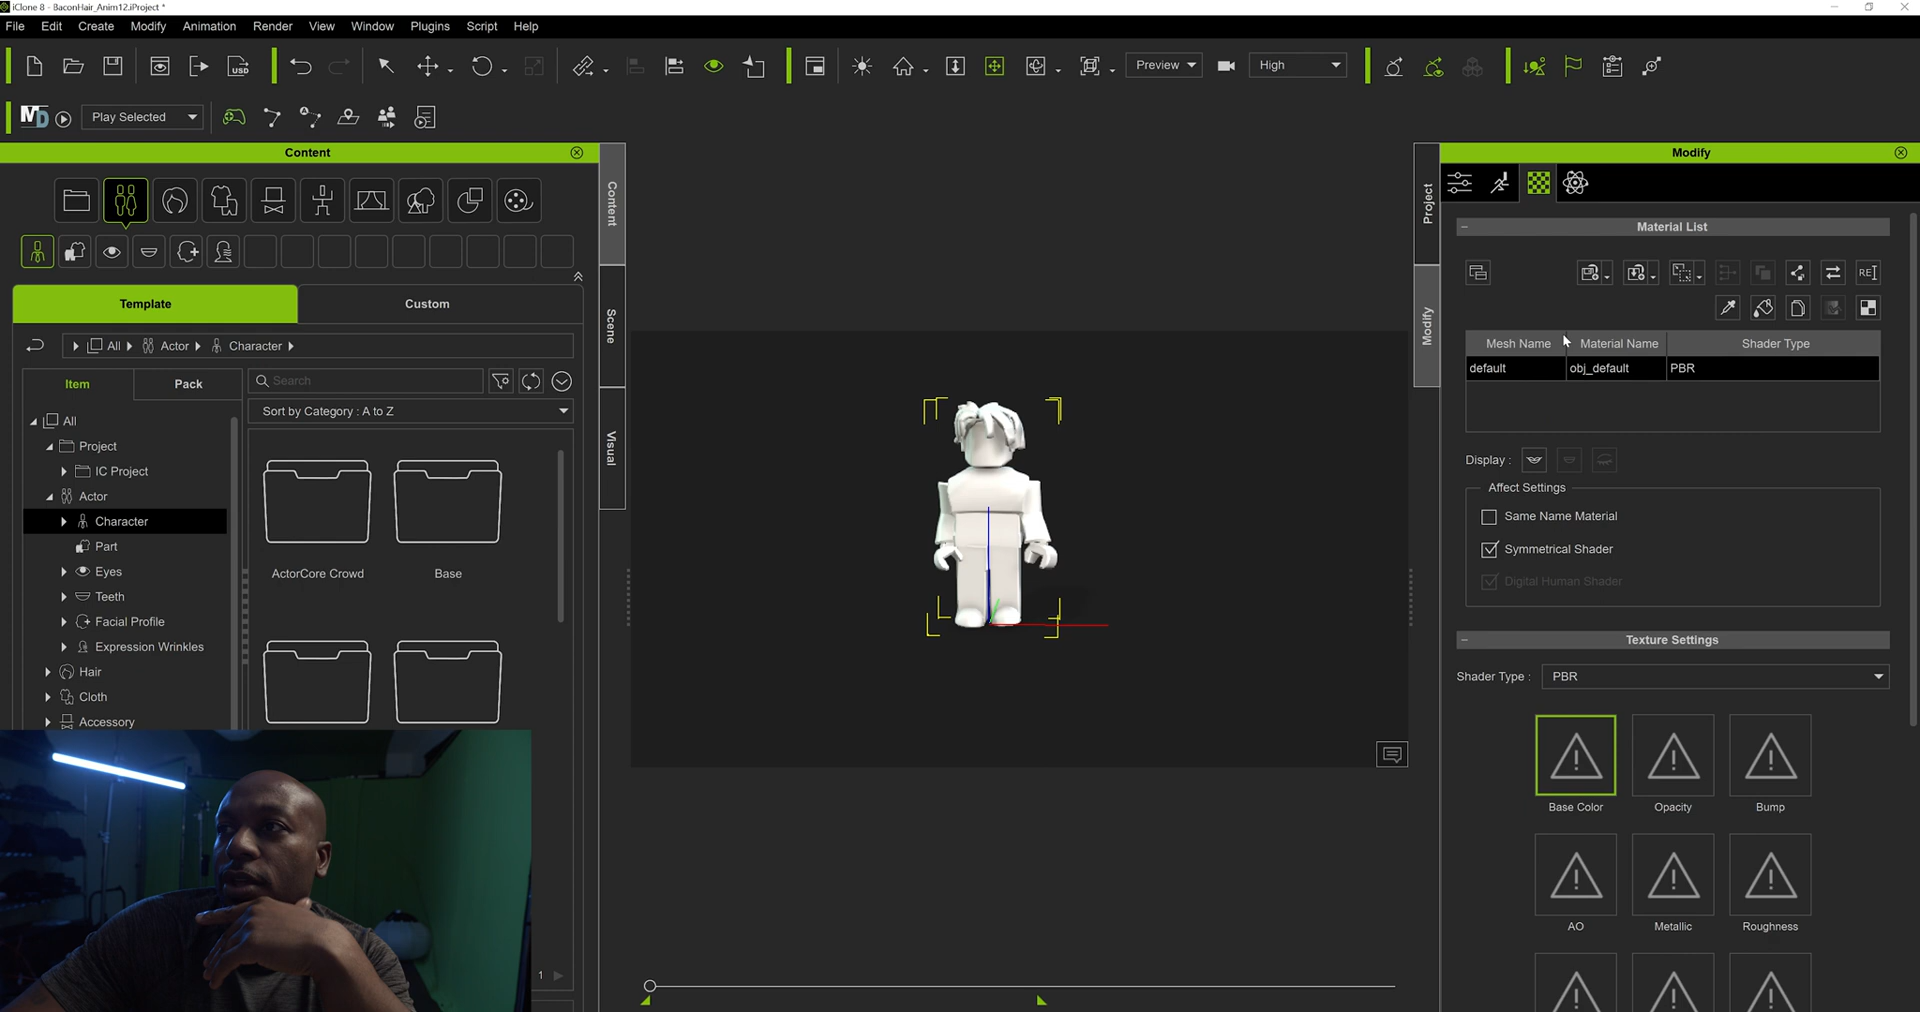 iClone 8 - BaconHair_Anim12.iProject *
File Edit Create Modify Animation Render View Window Plugins Script Help
USD
Preview
High
MD
Play Selected
Content
Template
Custom
All
Actor
Character
Item
Pack
Search
Sort by Category : A to Z
All
Project
IC Project
Actor
Character
Part
Eyes
Teeth
Facial Profile
Expression Wrinkles
Hair
Cloth
Accessory
ActorCore Crowd
Base
1
Content
Scene
Visual
Project
Modify
Modify
Material List
REI
Mesh Name Material Name Shader Type
default obj_default PBR
Display :
Affect Settings
Same Name Material
Symmetrical Shader
Digital Human Shader
Texture Settings
Shader Type : PBR
Base Color Opacity Bump
AO Metallic Roughness